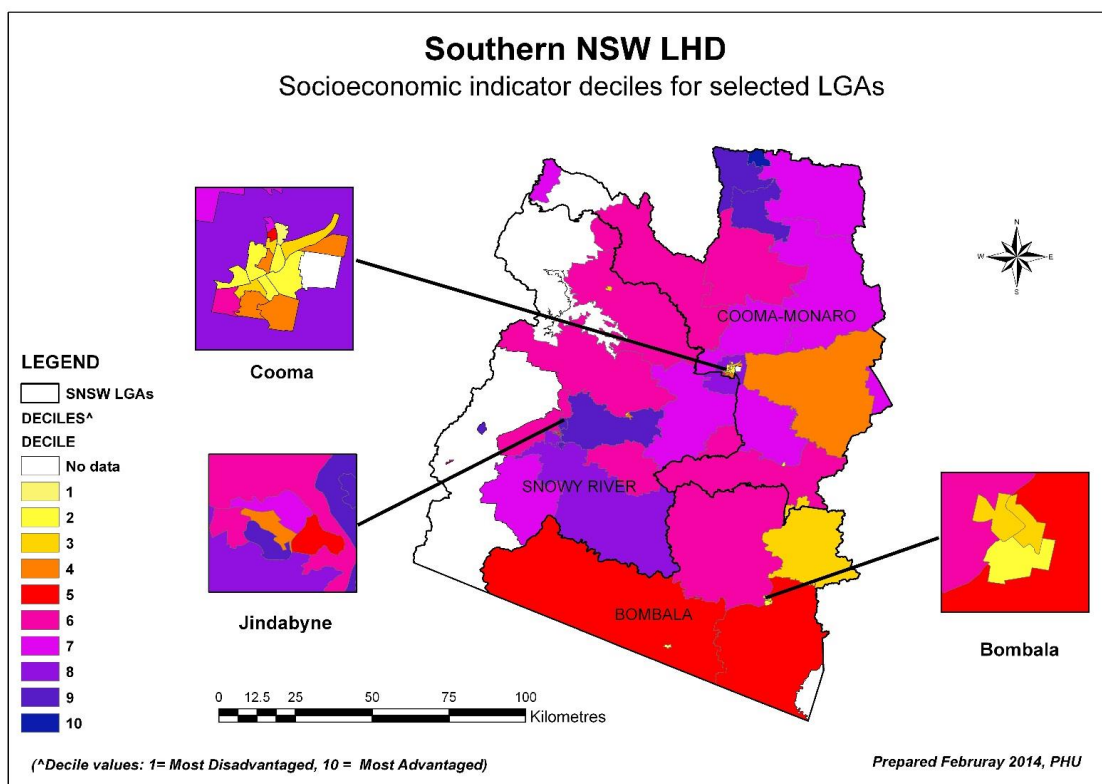 Southern NSW LHD
Socioeconomic indicator deciles for selected LGAs
N
W E
S
COOMA-MONARO
Cooma
LEGEND
SNSW LGAs
DECILES^
DECILE
No data
1
2
3
4
5
6
7
8
9
10
SNOWY RIVER
Jindabyne
BOMBALA
Bombala
0 12.5 25 50 75 100
Kilometres
(^Decile values: 1= Most Disadvantaged, 10 = Most Advantaged)
Prepared Februray 2014, PHU